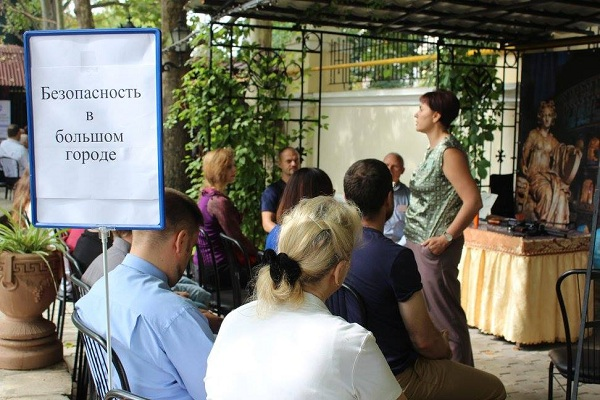 Безопасность
в
большом
городе